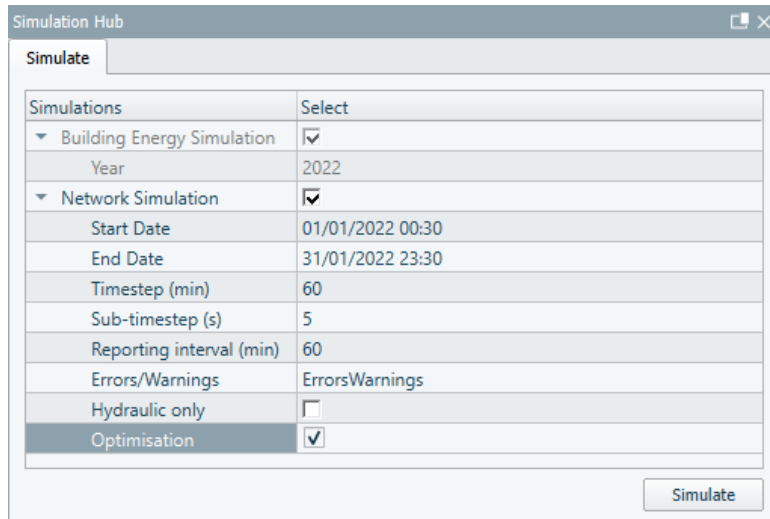 Simulation Hub
Simulate
Simulations Select
Building Energy Simulation
Year 2022
Network Simulation
Start Date 01/01/2022 00:30
End Date 31/01/2022 23:30
Timestep (min) 60
Sub-timestep (s) 5
Reporting interval (min) 60
Errors/Warnings ErrorsWarnings
Hydraulic only
Optimisation
Simulate